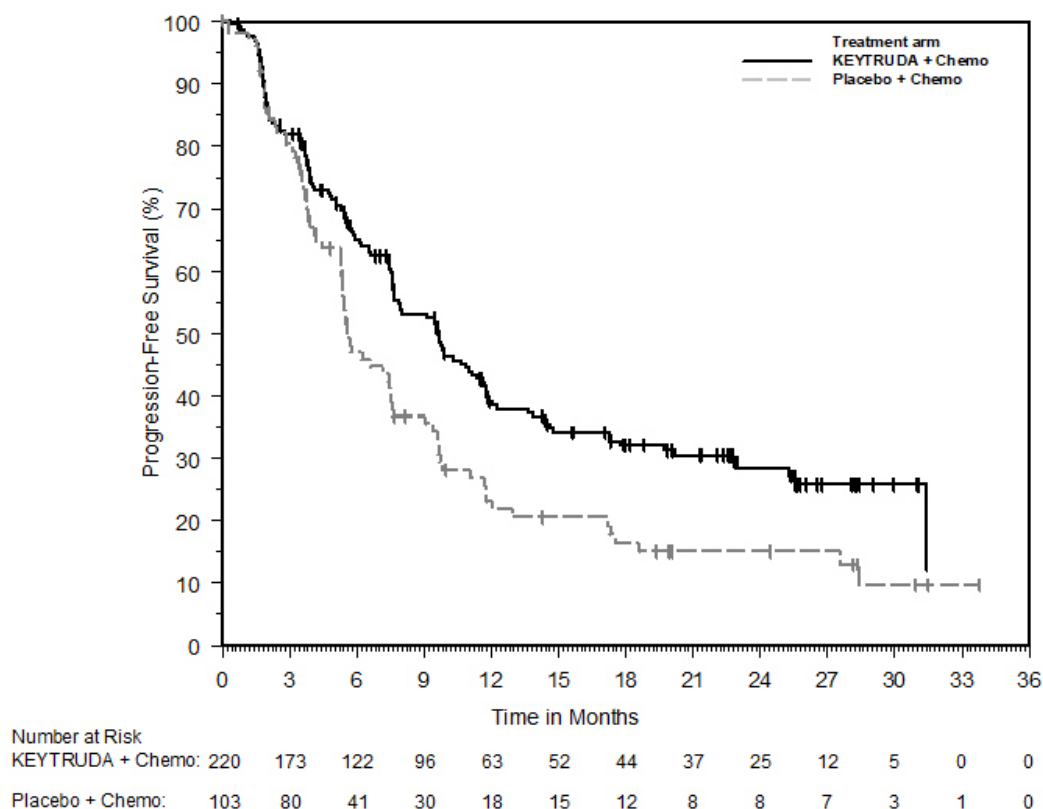 Treatment arm
KEYTRUDA + Chemo
Placebo + Chemo
Progression-Free Survival (%)
100
90
80
70
60
50
40
30
20
10
0
0 3 6 9 12 15 18 21 24 27 30 33 36
Time in Months
Number at Risk
KEYTRUDA + Chemo: 220 173 122 96 63 52 44 37 25 12 5 0 0
Placebo + Chemo: 103 80 41 30 18 15 12 8 8 7 3 1 0